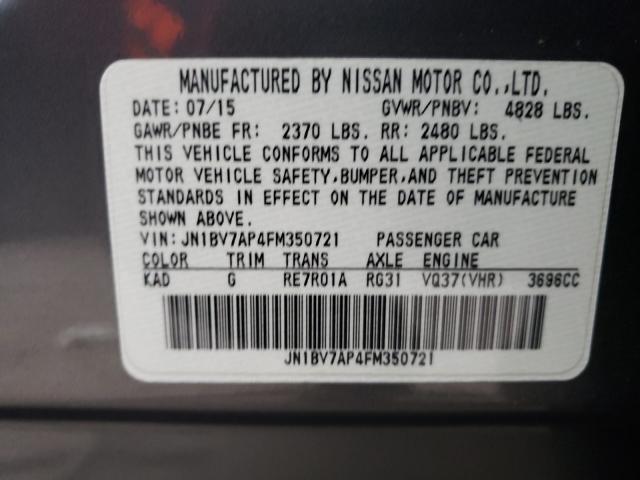 MANUFACTURED BY NISSAN MOTOR CO.,LTD.
DATE: 07/15 GVWR/PNBV: 4828 LBS.
GAWR/PNBE FR: 2370 LBS. RR: 2480 LBS.
THIS VEHICLE CONFORMS TO ALL APPLICABLE FEDERAL
MOTOR VEHICLE SAFETY,BUMPER,AND THEFT PREVENTION
STANDARDS IN EFFECT ON THE DATE OF MANUFACTURE
SHOWN ABOVE.
VIN: JN1BV7AP4FM350721 PASSENGER CAR
COLOR TRIM TRANS AXLE ENGINE
KAD G RE7R01A RG31 VQ37(VHR) 3696CC
JN1BV7AP4FM350721